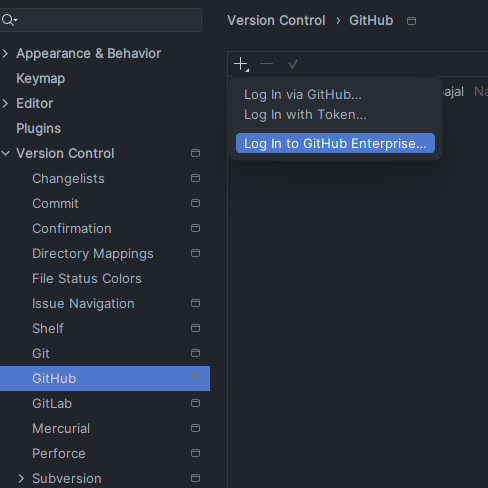 Version Control › GitHub
Appearance & Behavior
Keymap
Editor
Plugins
Version Control
Changelists
Commit
Confirmation
Directory Mappings
File Status Colors
Issue Navigation
Shelf
Git
GitHub
GitLab
Mercurial
Perforce
Subversion
Log In via GitHub...
Log In with Token...
Log In to GitHub Enterprise...